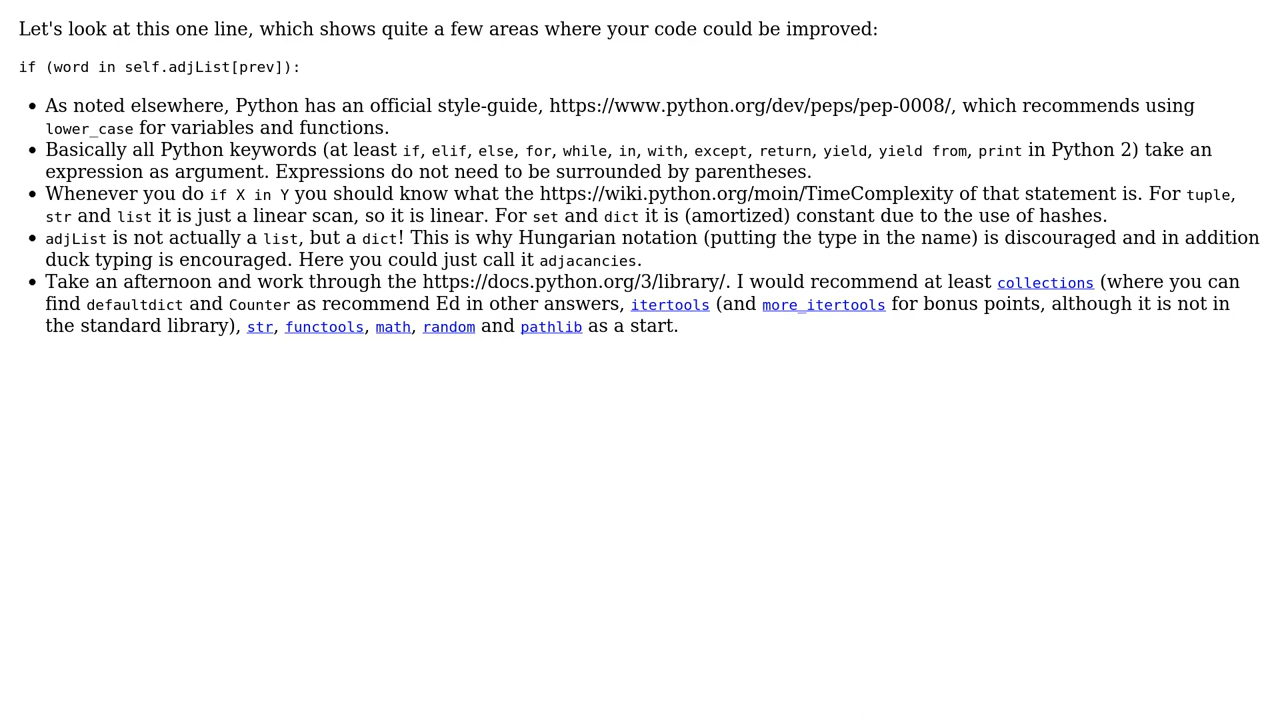 Let's look at this one line, which shows quite a few areas where your code could be improved:
if (word in self.adjList[prev]):
• As noted elsewhere, Python has an official style-guide, https://www.python.org/dev/peps/pep-0008/, which recommends using
lower_case for variables and functions.
• Basically all Python keywords (at least if, elif, else, for, while, in, with, except, return, yield, yield from, print in Python 2) take an
expression as argument. Expressions do not need to be surrounded by parentheses.
• Whenever you do if X in Y you should know what the https://wiki.python.org/moin/TimeComplexity of that statement is. For tuple,
str and list it is just a linear scan, so it is linear. For set and dict it is (amortized) constant due to the use of hashes.
• adjList is not actually a list, but a dict! This is why Hungarian notation (putting the type in the name) is discouraged and in addition
duck typing is encouraged. Here you could just call it adjacancies.
• Take an afternoon and work through the https://docs.python.org/3/library/. I would recommend at least collections (where you can
find defaultdict and Counter as recommend Ed in other answers, itertools (and more_itertools for bonus points, although it is not in
the standard library), str, functools, math, random and pathlib as a start.